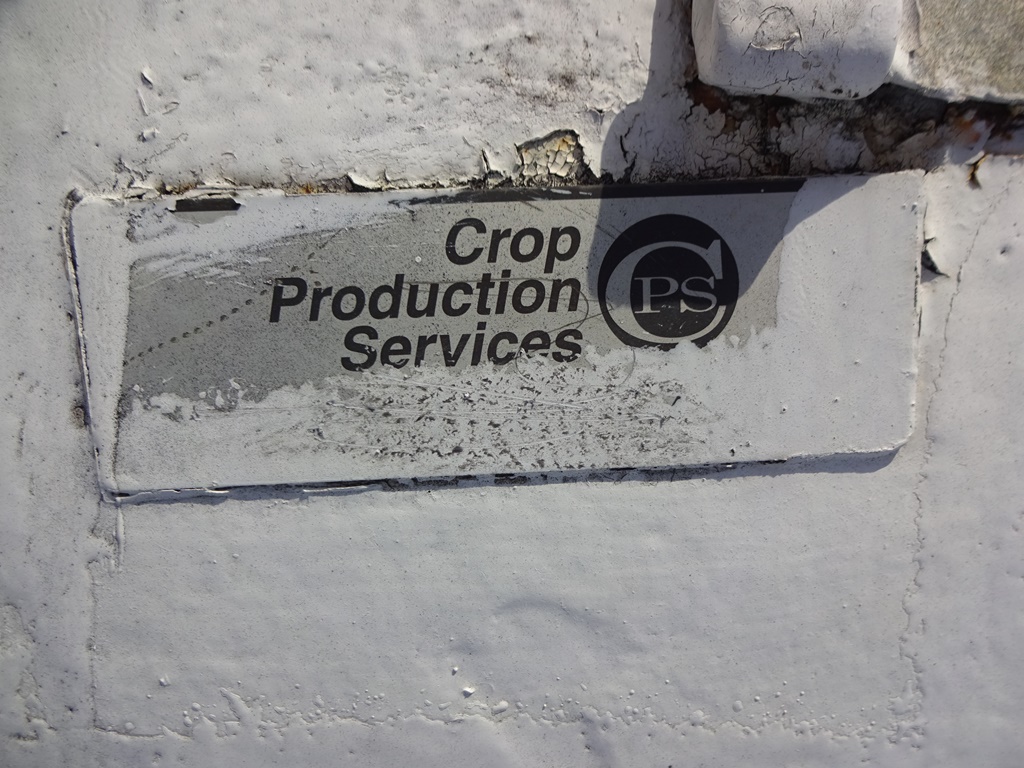 Crop
Production
Services
CPS